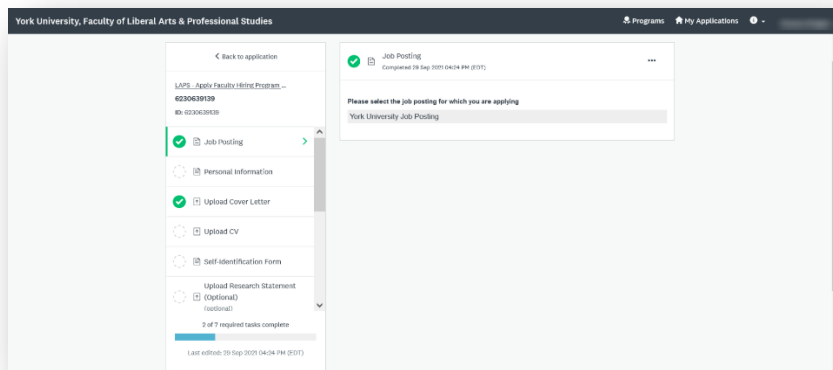 York University, Faculty of Liberal Arts & Professional Studies
Programs
My Applications
Back to application
LAPS - Apply Faculty Hiring Program ...
6230639139
ID: 6230639139
Job Posting
Personal Information
Upload Cover Letter
Upload CV
Self-Identification Form
Upload Research Statement
(Optional)
(optional)
2 of 7 required tasks complete
Last edited: 29 Sep 2021 04:34 PM (EDT)
Job Posting
Completed 29 Sep 2021 04:04 PM (EDT)
...
Please select the job posting for which you are applying
York University Job Posting